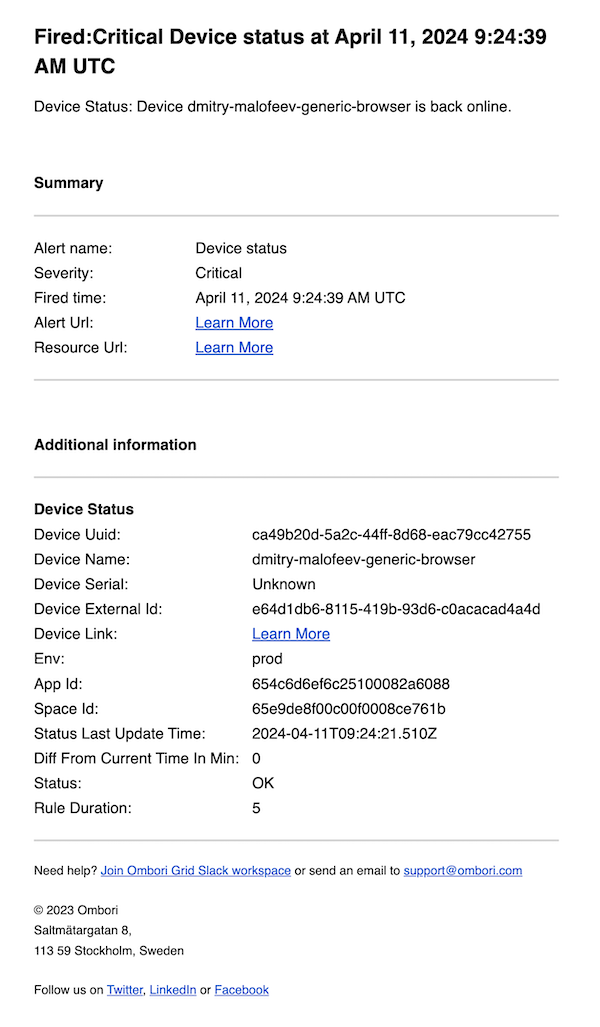 Fired:Critical Device status at April 11, 2024 9:24:39
AM UTC
Device Status: Device dmitry-malofeev-generic-browser is back online.
Summary
Alert name: Device status
Severity: Critical
Fired time: April 11, 2024 9:24:39 AM UTC
Alert Url: Learn More
Resource Url: Learn More
Additional information
Device Status
Device Uuid: ca49b20d-5a2c-44ff-8d68-eac79cc42755
Device Name: dmitry-malofeev-generic-browser
Device Serial: Unknown
Device External Id: e64d1db6-8115-419b-93d6-c0acacad4a4d
Device Link: Learn More
Env: prod
App Id: 654c6d6ef6c25100082a6088
Space Id: 65e9de8f00c00f0008ce761b
Status Last Update Time: 2024-04-11T09:24:21.510Z
Diff From Current Time In Min: 0
Status: OK
Rule Duration: 5
Need help? Join Ombori Grid Slack workspace or send an email to support@ombori.com
© 2023 Ombori
Saltmätargatan 8,
113 59 Stockholm, Sweden
Follow us on Twitter, LinkedIn or Facebook